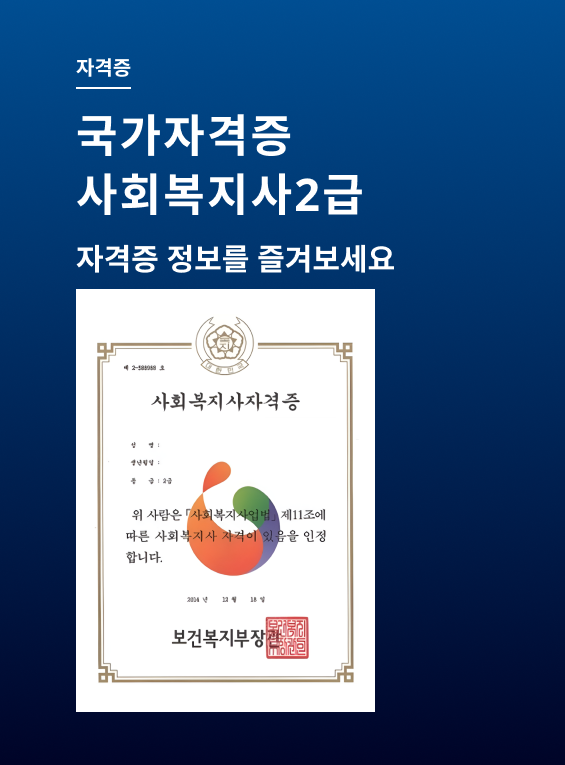 자격증
국가자격증
사회복지사2급
자격증 정보를 즐겨보세요
제 2-588988 호
사회복지사자격증
성 명 :
생년월일 :
등 급 : 2급
위 사람은 「사회복지사업법」 제11조에
따른 사회복지사 자격이 있음을 인정
합니다.
2014 년 12 월 18 일
보건복지부장관